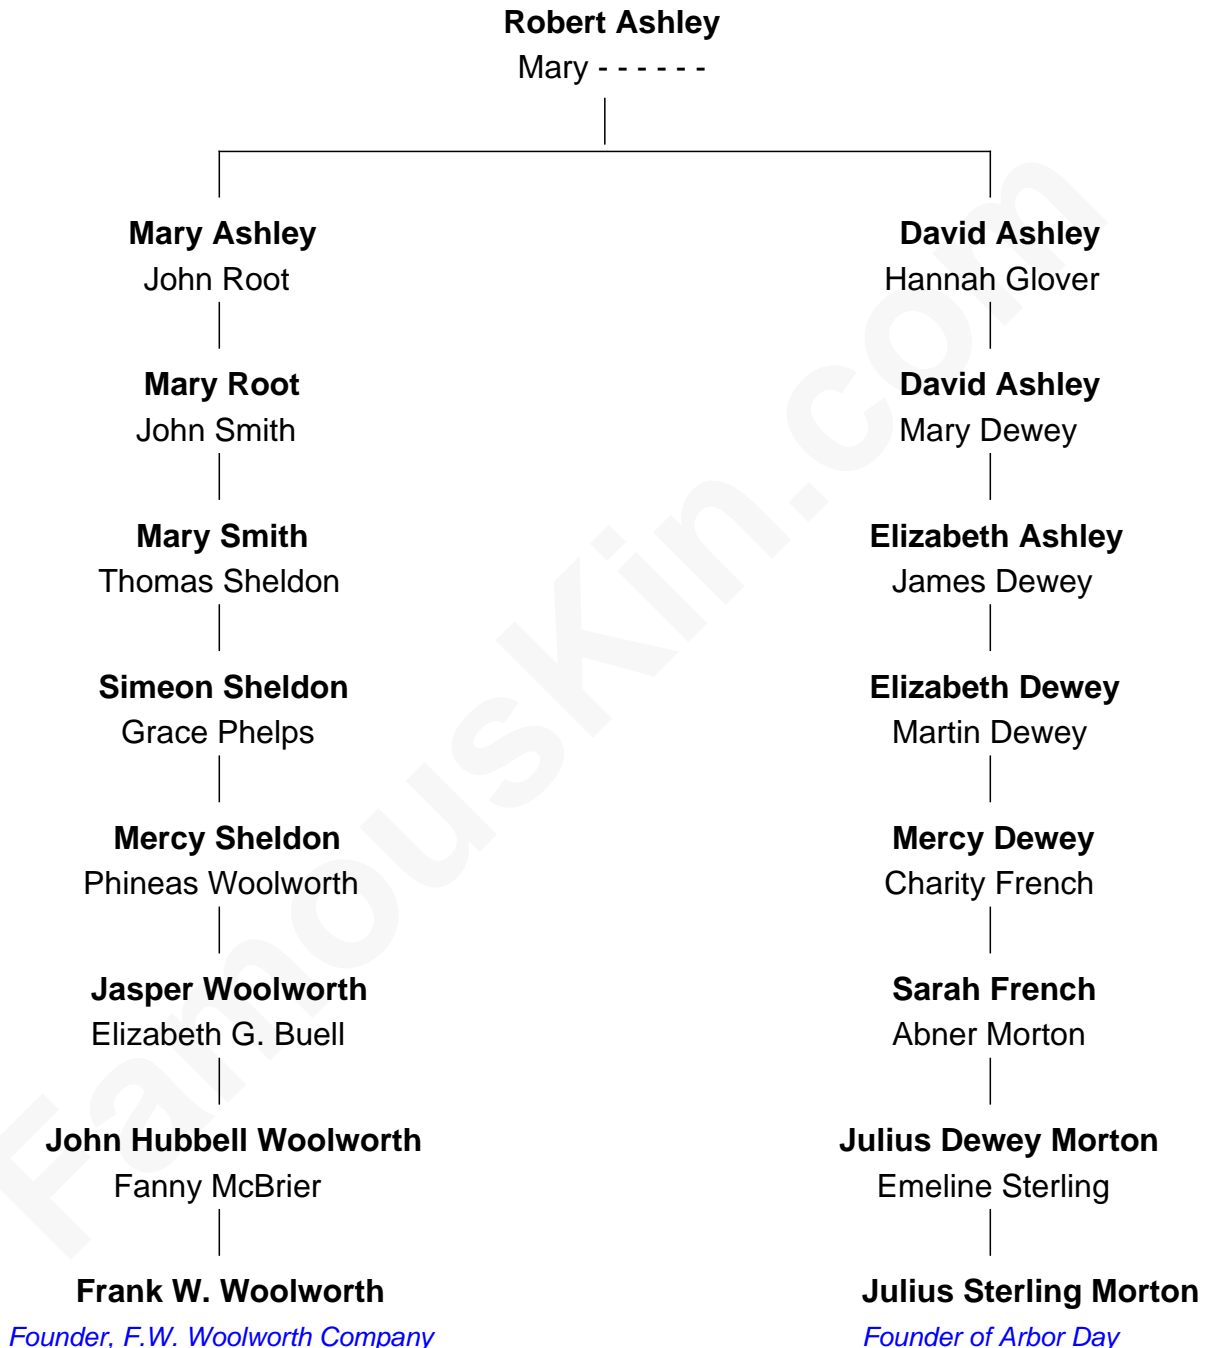 Robert Ashley
Mary - - - - - -
Mary Ashley
John Root
David Ashley
Hannah Glover
Mary Root
John Smith
David Ashley
Mary Dewey
Mary Smith
Thomas Sheldon
Elizabeth Ashley
James Dewey
Simeon Sheldon
Grace Phelps
Elizabeth Dewey
Martin Dewey
Mercy Sheldon
Phineas Woolworth
Mercy Dewey
Charity French
Jasper Woolworth
Elizabeth G. Buell
Sarah French
Abner Morton
John Hubbell Woolworth
Fanny McBrier
Julius Dewey Morton
Emeline Sterling
Frank W. Woolworth
Founder, F.W. Woolworth Company
Julius Sterling Morton
Founder of Arbor Day
FamousKin.com